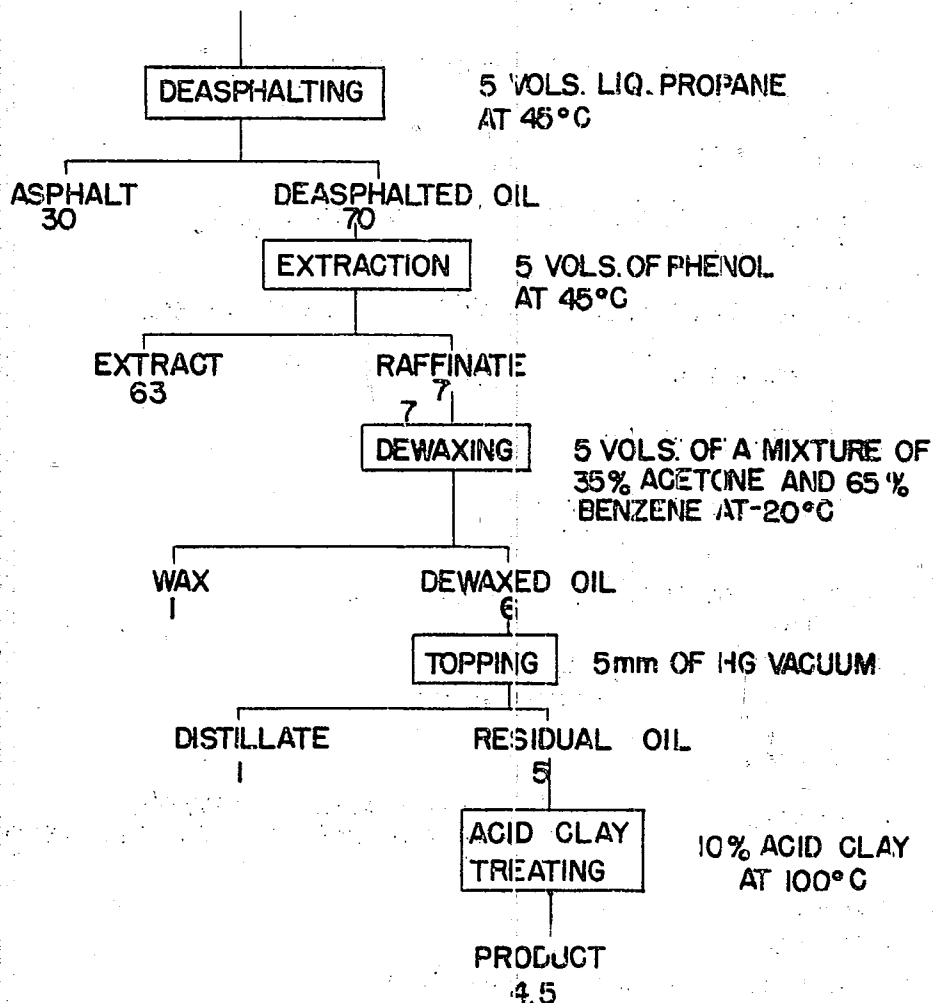 DEASPHALTING
5 VOLS. LIQ. PROPANE
AT 45°C
ASPHALT
30
DEASPHALTED OIL
70
EXTRACTION
5 VOLS. OF PHENOL
AT 45°C
EXTRACT
63
RAFFINATE
7
7
DEWAXING
5 VOLS. OF A MIXTURE OF
35% ACETONE AND 65%
BENZENE AT -20°C
WAX
1
DEWAXED OIL
6
TOPPING
5mm OF HG VACUUM
DISTILLATE
1
RESIDUAL OIL
5
ACID CLAY
TREATING
10% ACID CLAY
AT 100°C
PRODUCT
4.5